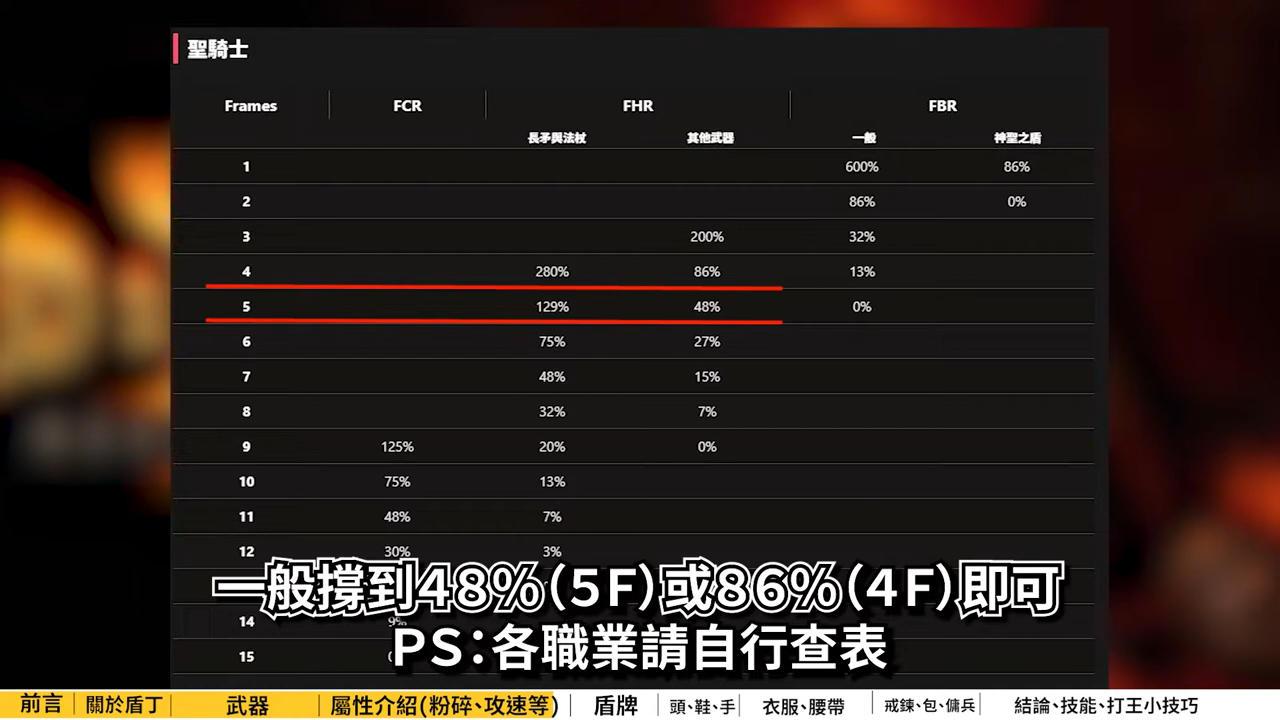 聖騎士
Frames FCR FHR FBR
長矛與法杖 其他武器 一般 神聖之盾
1 600% 86%
2 86% 0%
3 200% 32%
4 280% 86% 13%
5 129% 48% 0%
6 75% 27%
7 48% 15%
8 32% 7%
9 125% 20% 0%
10 75% 13%
11 48% 7%
12 30% 3%
一般撐到48%(5F)或86%(4F)即可
14 9%
PS:各職業請自行查表
15
前言 關於盾丁 武器 屬性介紹(粉碎、攻速等) 盾牌 頭、鞋、手 衣服、腰帶 戒鍊、包、傭兵 結論、技能、打王小技巧